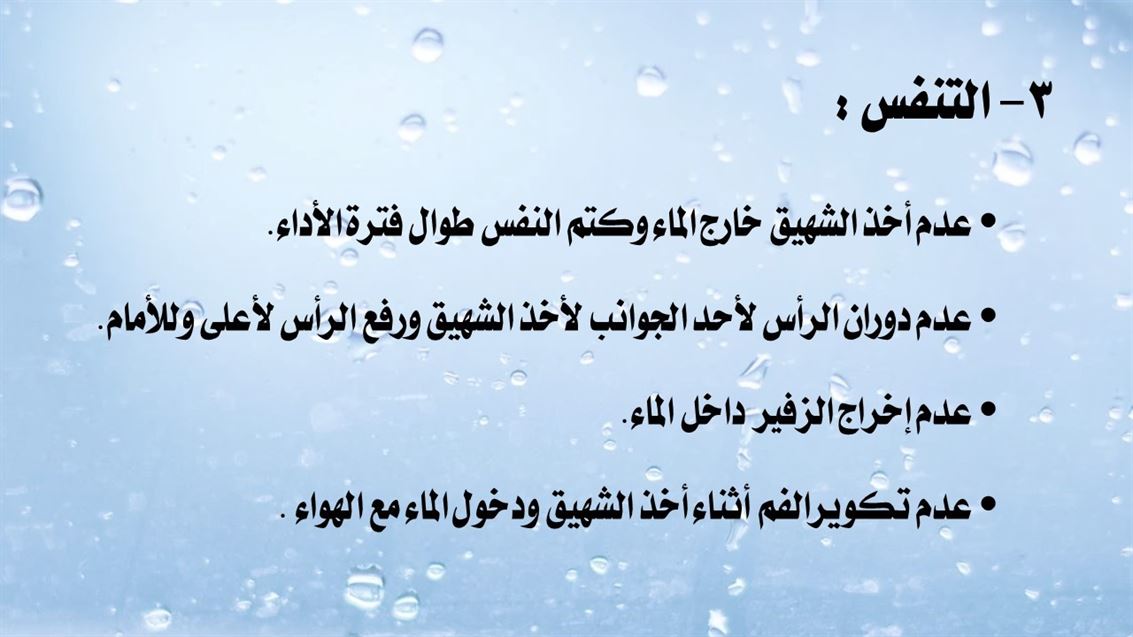 ٣- التنفس :
• عدم أخذ الشهيق خارج الماء وكتم النفس طوال فترة الأداء.
• عدم دوران الرأس لأحد الجوانب لأخذ الشهيق ورفع الرأس لأعلى وللأمام.
• عدم إخراج الزفير داخل الماء.
• عدم تكوير الفم أثناء أخذ الشهيق ودخول الماء مع الهواء .